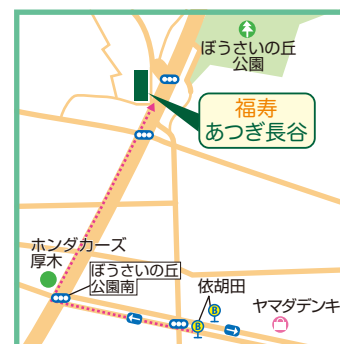 ぼうさいの丘
公園
福寿
あつぎ長谷
ホンダカーズ
厚木
ぼうさいの丘
公園南
依胡田
ヤマダデンキ
B
B